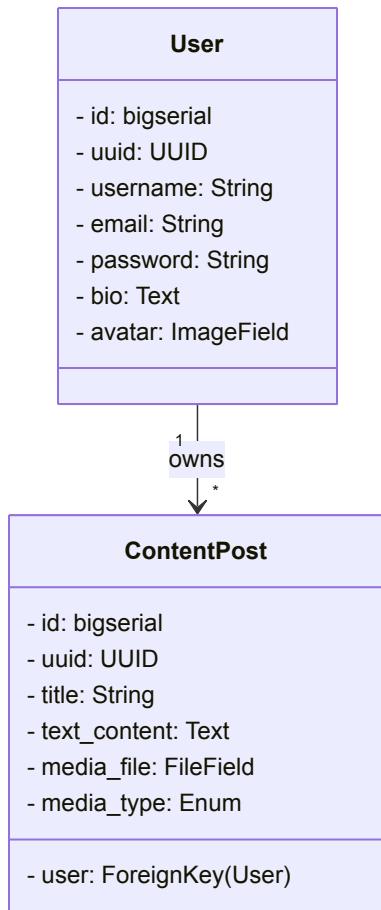 User
- id: bigserial
- uuid: UUID
- username: String
- email: String
- password: String
- bio: Text
- avatar: ImageField
1
owns
*
ContentPost
- id: bigserial
- uuid: UUID
- title: String
- text_content: Text
- media_file: FileField
- media_type: Enum
- user: ForeignKey(User)